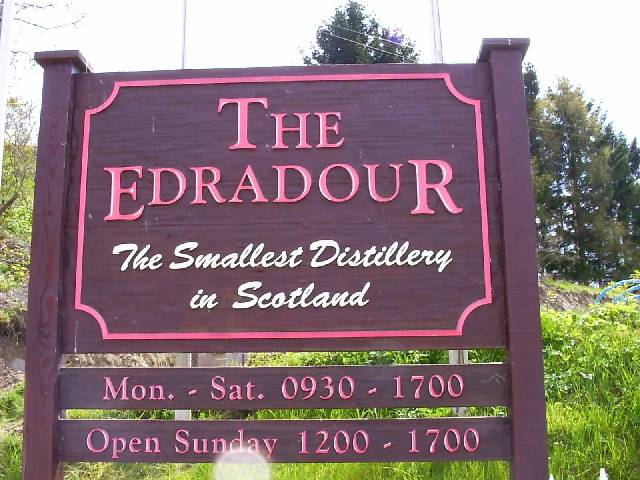 THE
EDRADOUR
The Smallest Distillery
in Scotland
Mon. - Sat. 0930 - 1700
Open Sunday 1200 - 1700